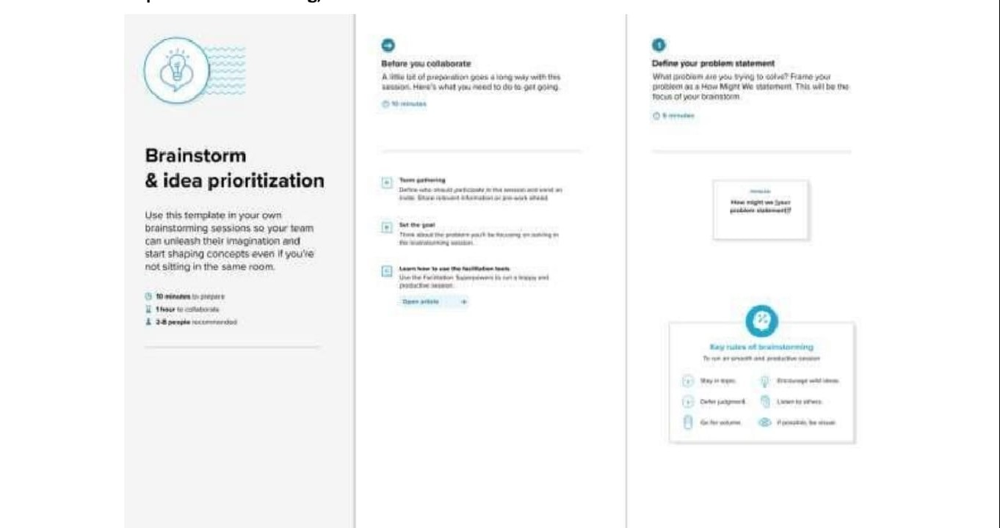 Brainstorm
& idea prioritization
Use this template in your own
brainstorming sessions so your team
can unleash their imagination and
start shaping concepts even if you're
not sitting in the same room.
10 minutes to prepare
1 hour to collaborate
2-8 people recommended
Before you collaborate
A little bit of preparation goes a long way with this
session. Here's what you need to do to get going.
10 minutes
A
Team gathering
Define who should participate in the session and send an
invite. Share relevant information or pre-work ahead.
B
Set the goal
Think about the problem you'll be focusing on solving in
the brainstorming session.
C
Learn how to use the facilitation tools
Use the Facilitation Superpowers to run a happy and
productive session.
Open article
1
Define your problem statement
What problem are you trying to solve? Frame your
problem as a How Might We statement. This will be the
focus of your brainstorm.
5 minutes
PROBLEM
How might we [your
problem statement]?
Key rules of brainstorming
To run an smooth and productive session
Stay in topic.
Encourage wild ideas.
Defer judgment.
Listen to others.
Go for volume.
If possible, be visual.